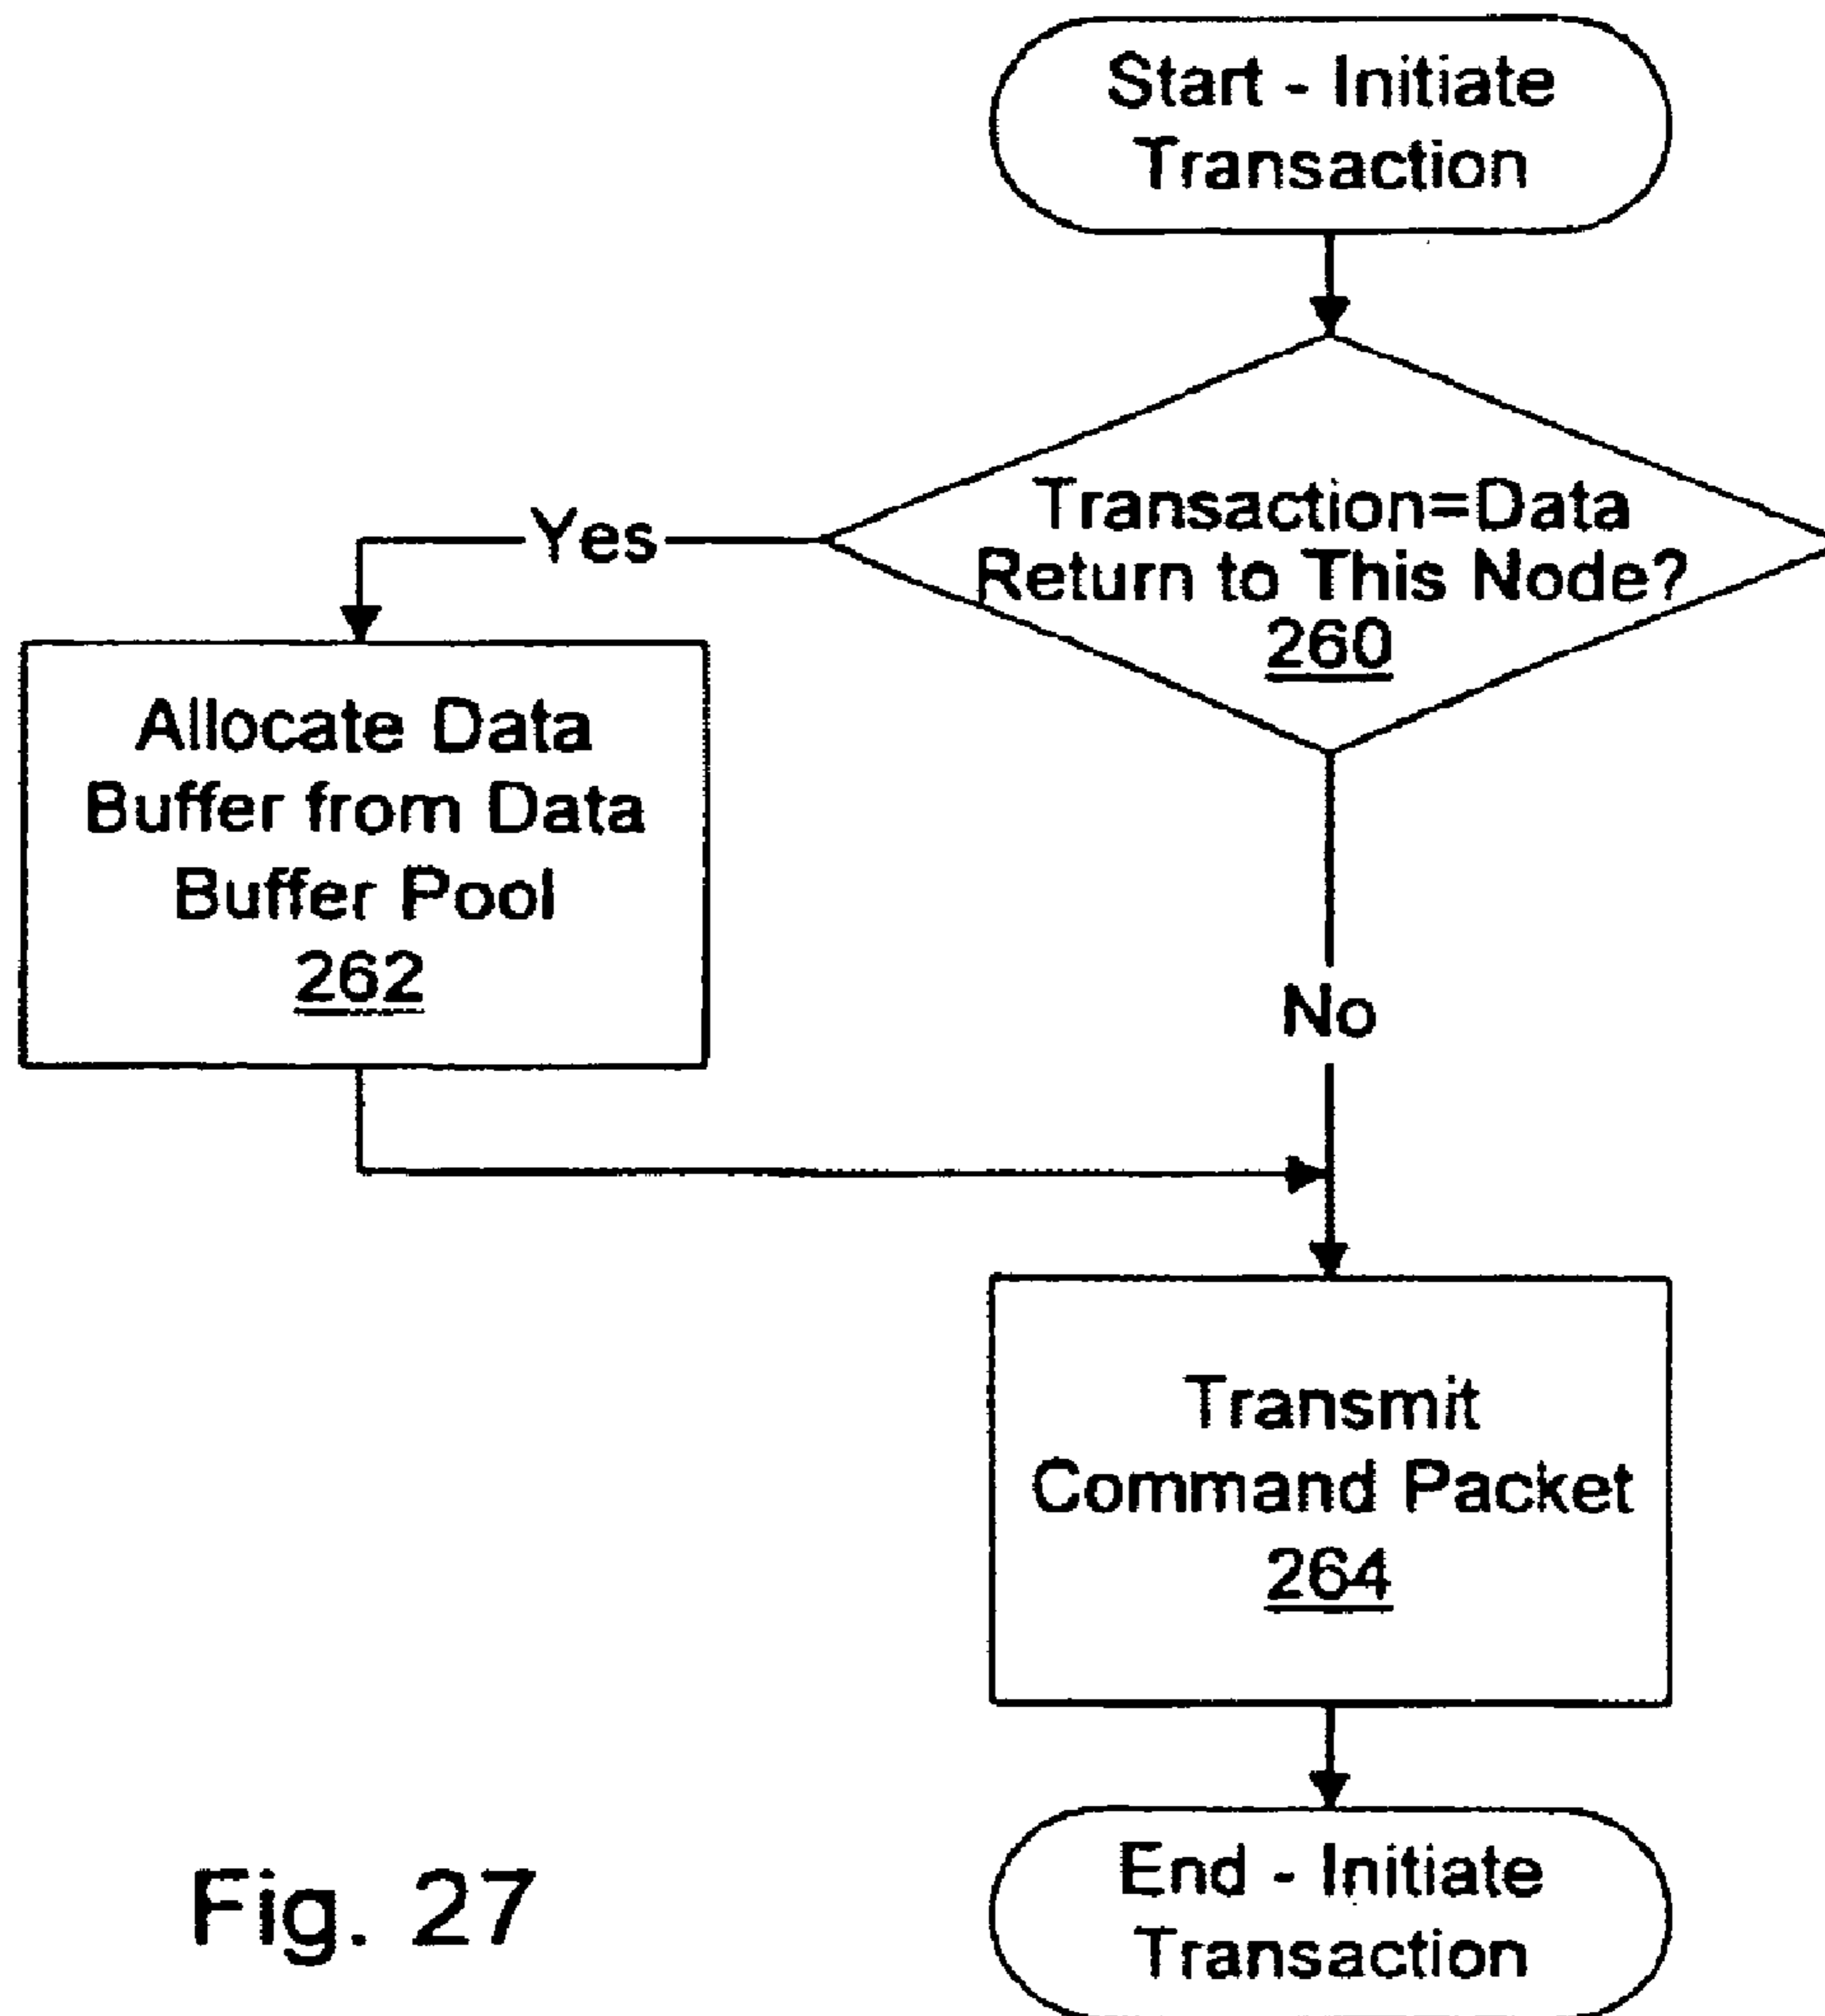 Start - Initiate
Transaction
Transaction=Data
Return to This Node?
260
Yes
Allocate Data
Buffer from Data
Buffer Pool
262
No
Transmit
Command Packet
264
End - Initiate
Transaction
Fig. 27